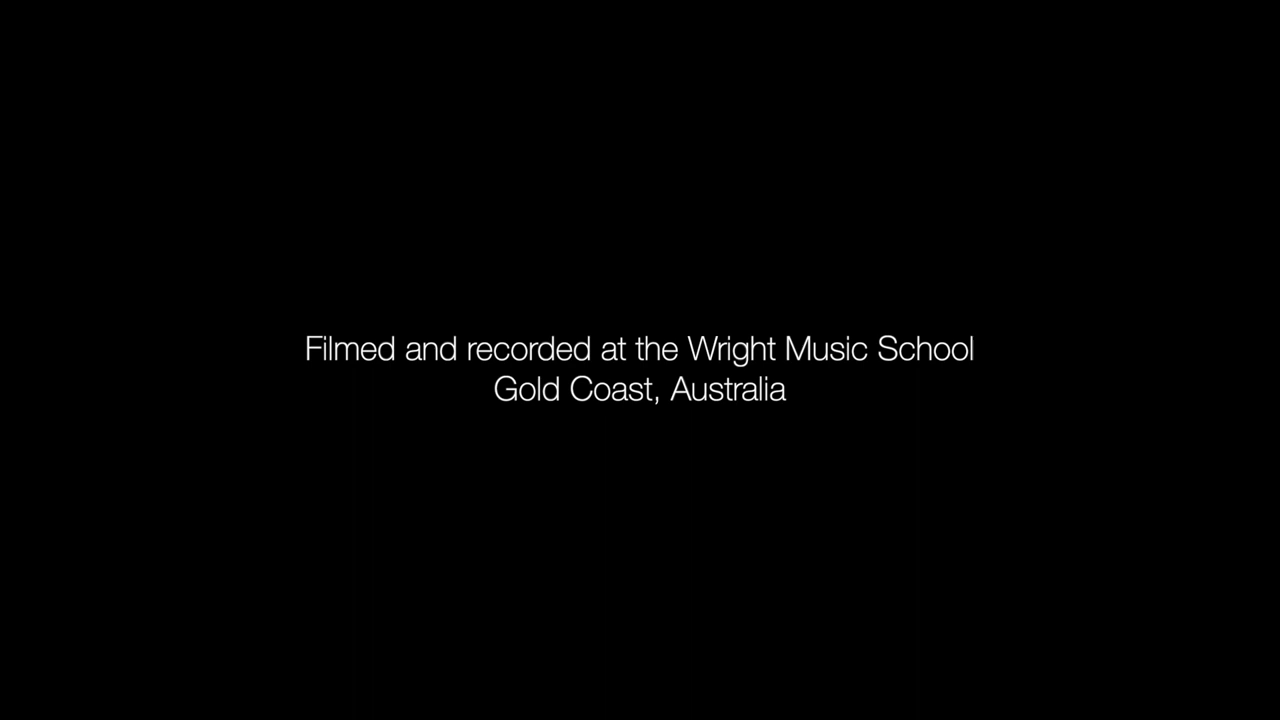 Filmed and recorded at the Wright Music School
Gold Coast, Australia